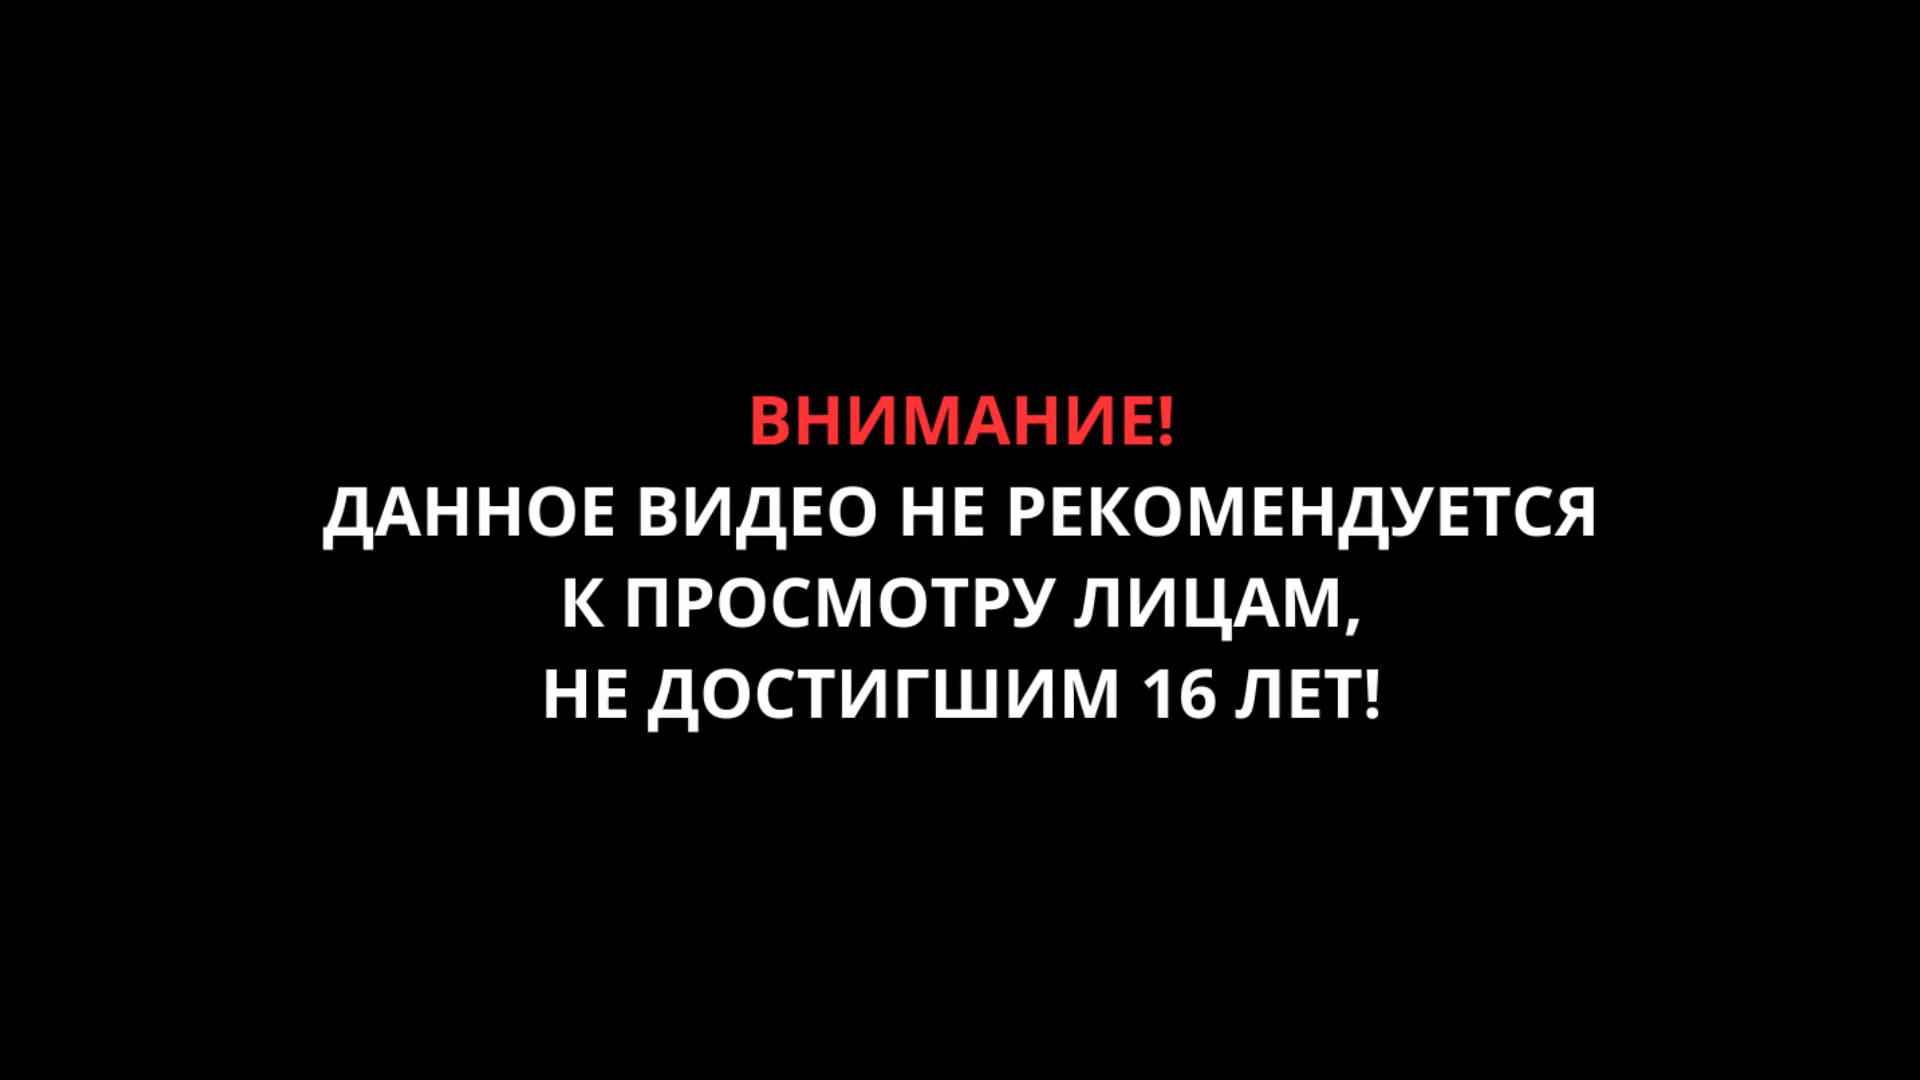 ВНИМАНИЕ!
ДАННОЕ ВИДЕО НЕ РЕКОМЕНДУЕТСЯ
К ПРОСМОТРУ ЛИЦАМ,
НЕ ДОСТИГШИМ 16 ЛЕТ!